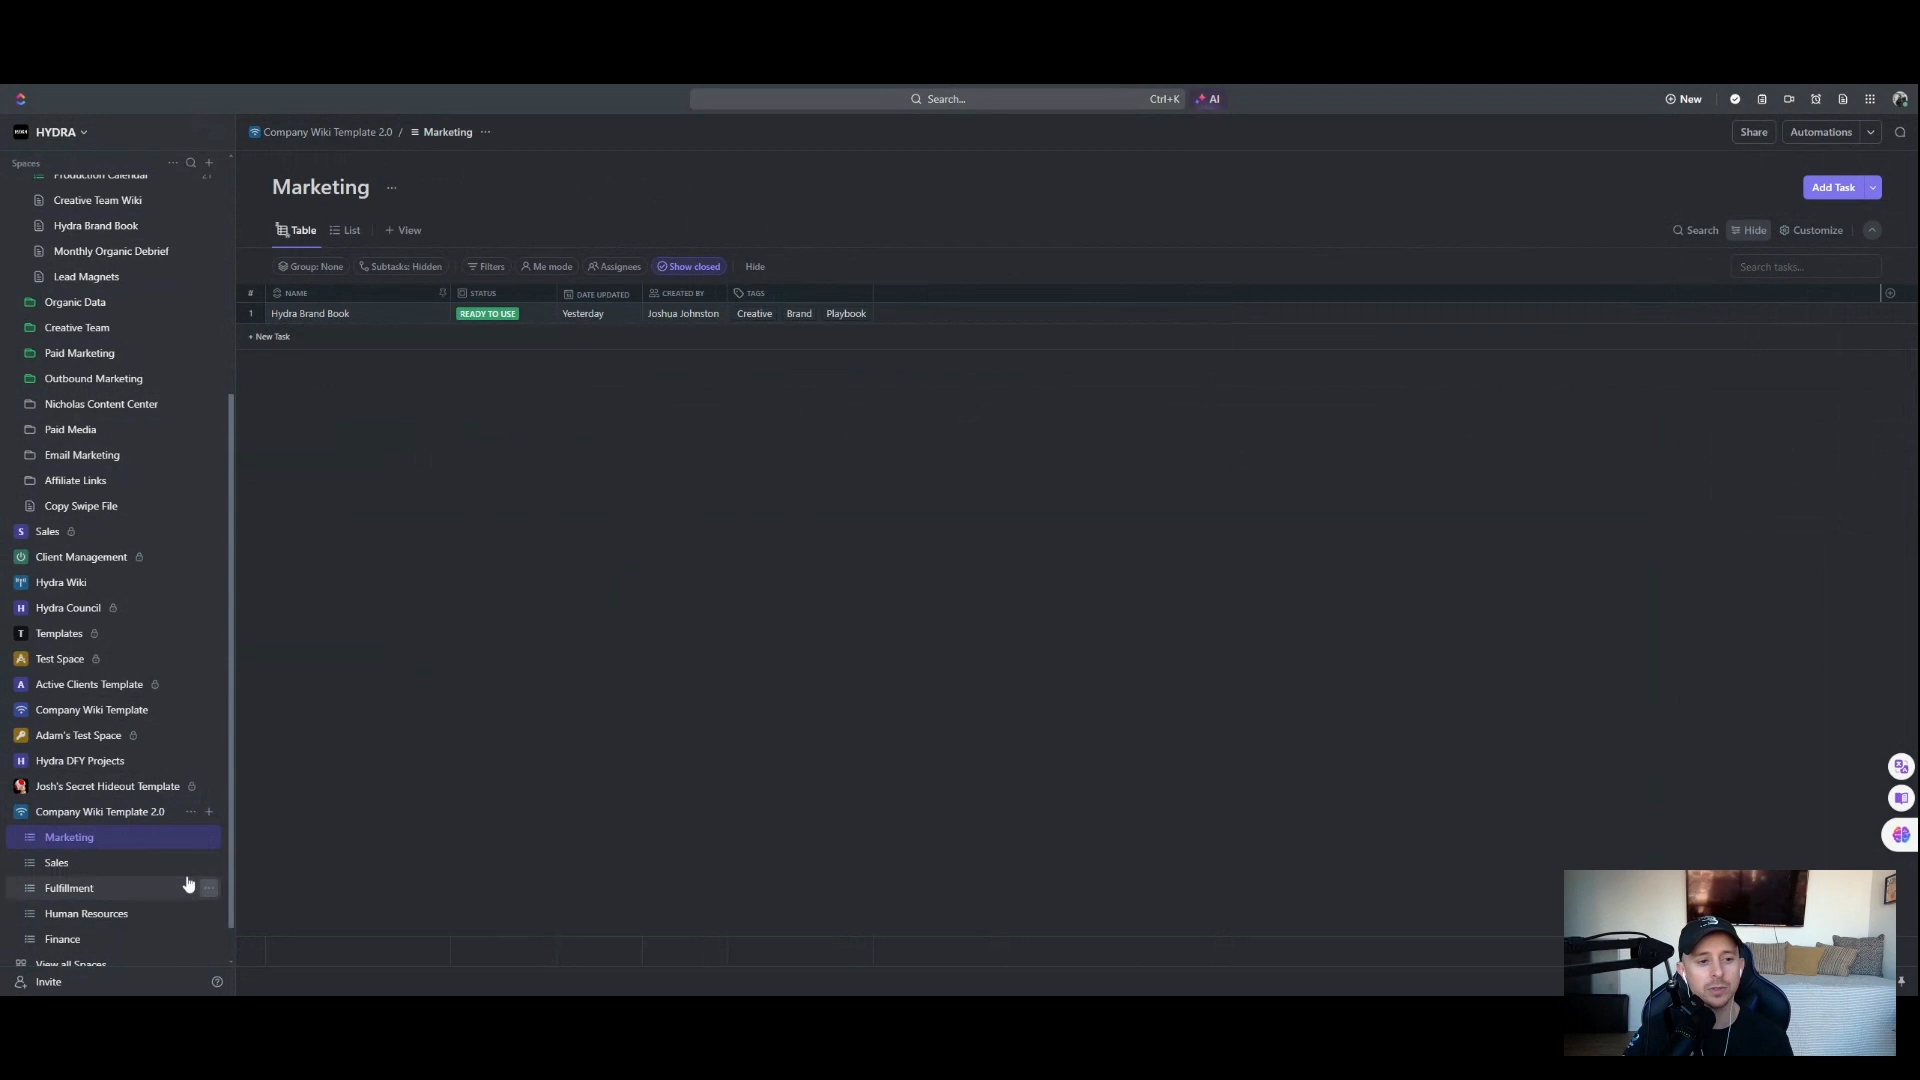 Search...
Ctrl+K
AI
New
HYDRA
Company Wiki Template 2.0 / Marketing ...
Share
Automations
Spaces
Production Calendar 21
Creative Team Wiki
Hydra Brand Book
Monthly Organic Debrief
Lead Magnets
Organic Data
Creative Team
Paid Marketing
Outbound Marketing
Nicholas Content Center
Paid Media
Email Marketing
Affiliate Links
Copy Swipe File
S Sales
Client Management
Hydra Wiki
H Hydra Council
T Templates
Test Space
A Active Clients Template
Company Wiki Template
Adam's Test Space
H Hydra DFY Projects
Josh's Secret Hideout Template
Company Wiki Template 2.0
Marketing
Sales
Fulfillment
Human Resources
Finance
View all Spaces
Invite
Marketing ...
Add Task
Table
List
+ View
Search
Hide
Customize
Group: None
Subtasks: Hidden
Filters
Me mode
Assignees
Show closed
Hide
Search tasks...
# NAME STATUS DATE UPDATED CREATED BY TAGS
1 Hydra Brand Book READY TO USE Yesterday Joshua Johnston Creative Brand Playbook
+ New Task